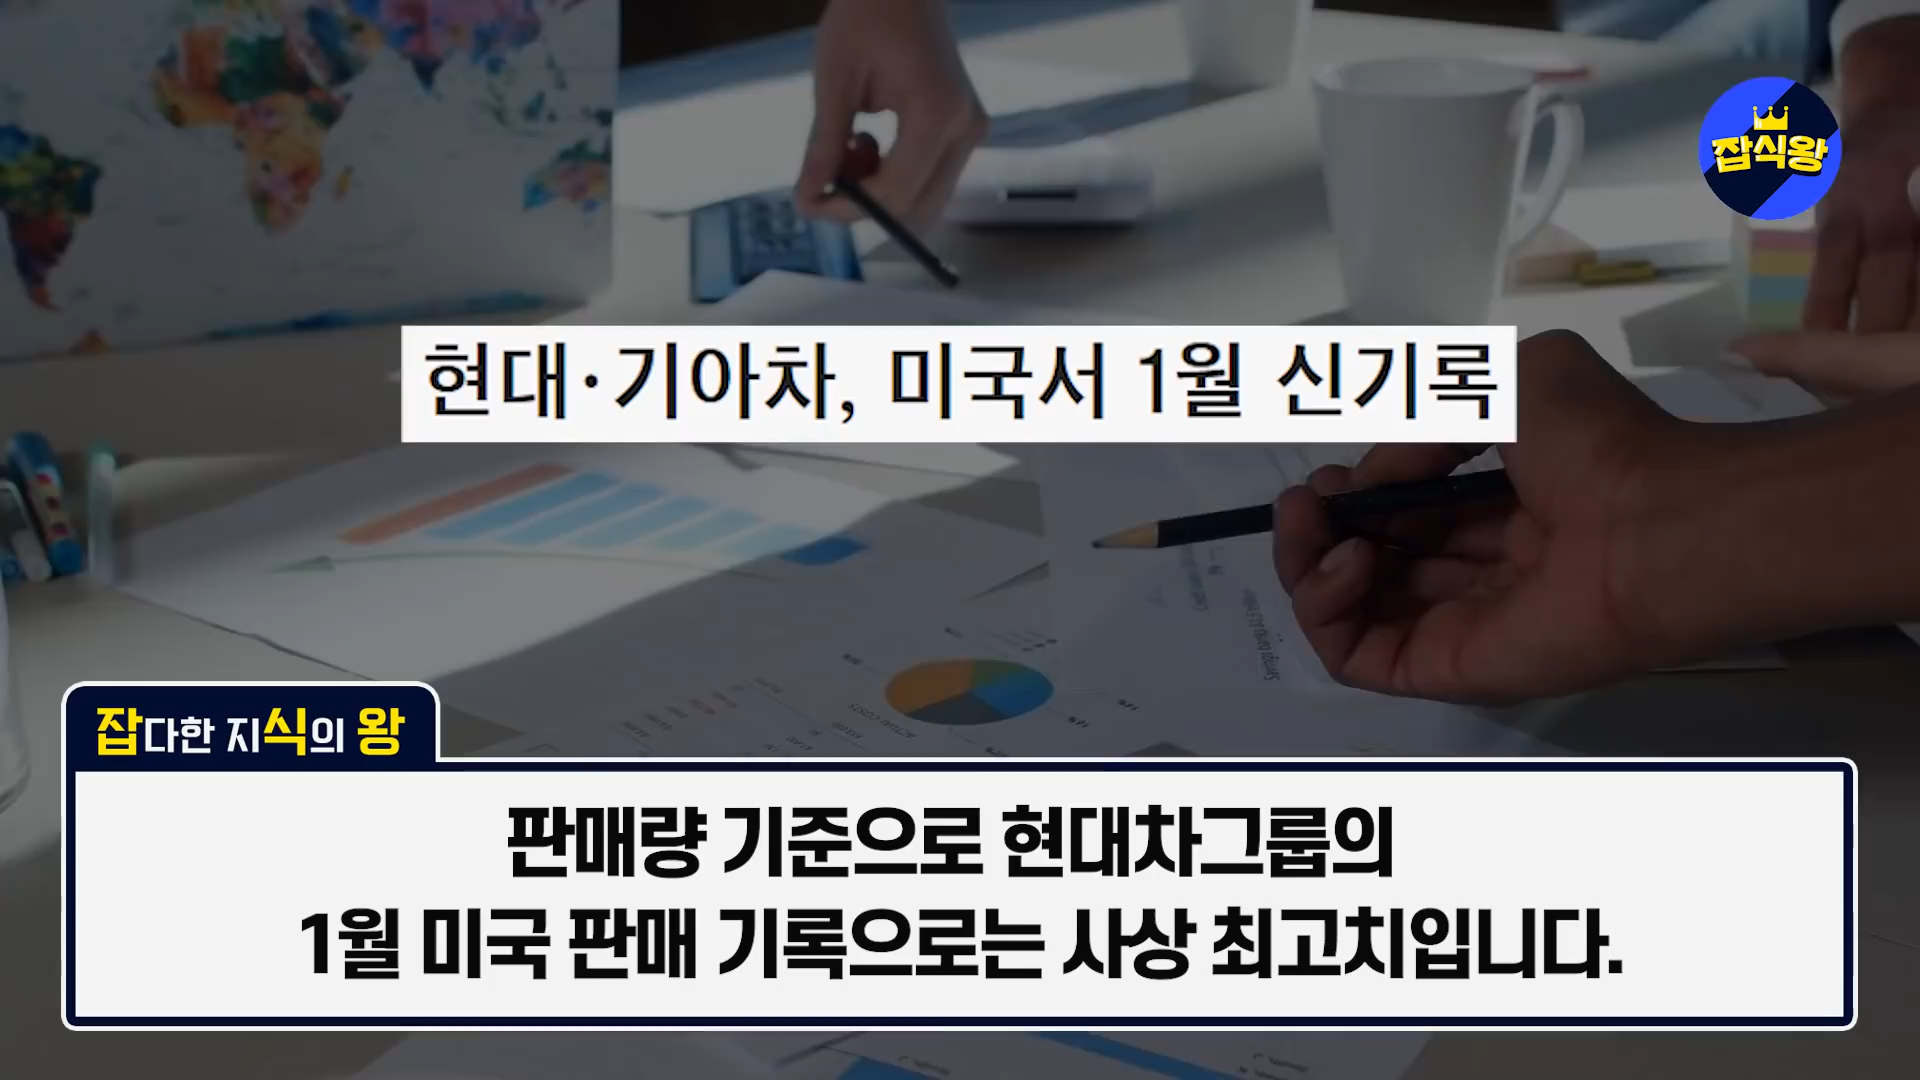 잡식왕
현대·기아차, 미국서 1월 신기록
잡다한 지식의 왕
판매량 기준으로 현대차그룹의
1월 미국 판매 기록으로는 사상 최고치입니다.